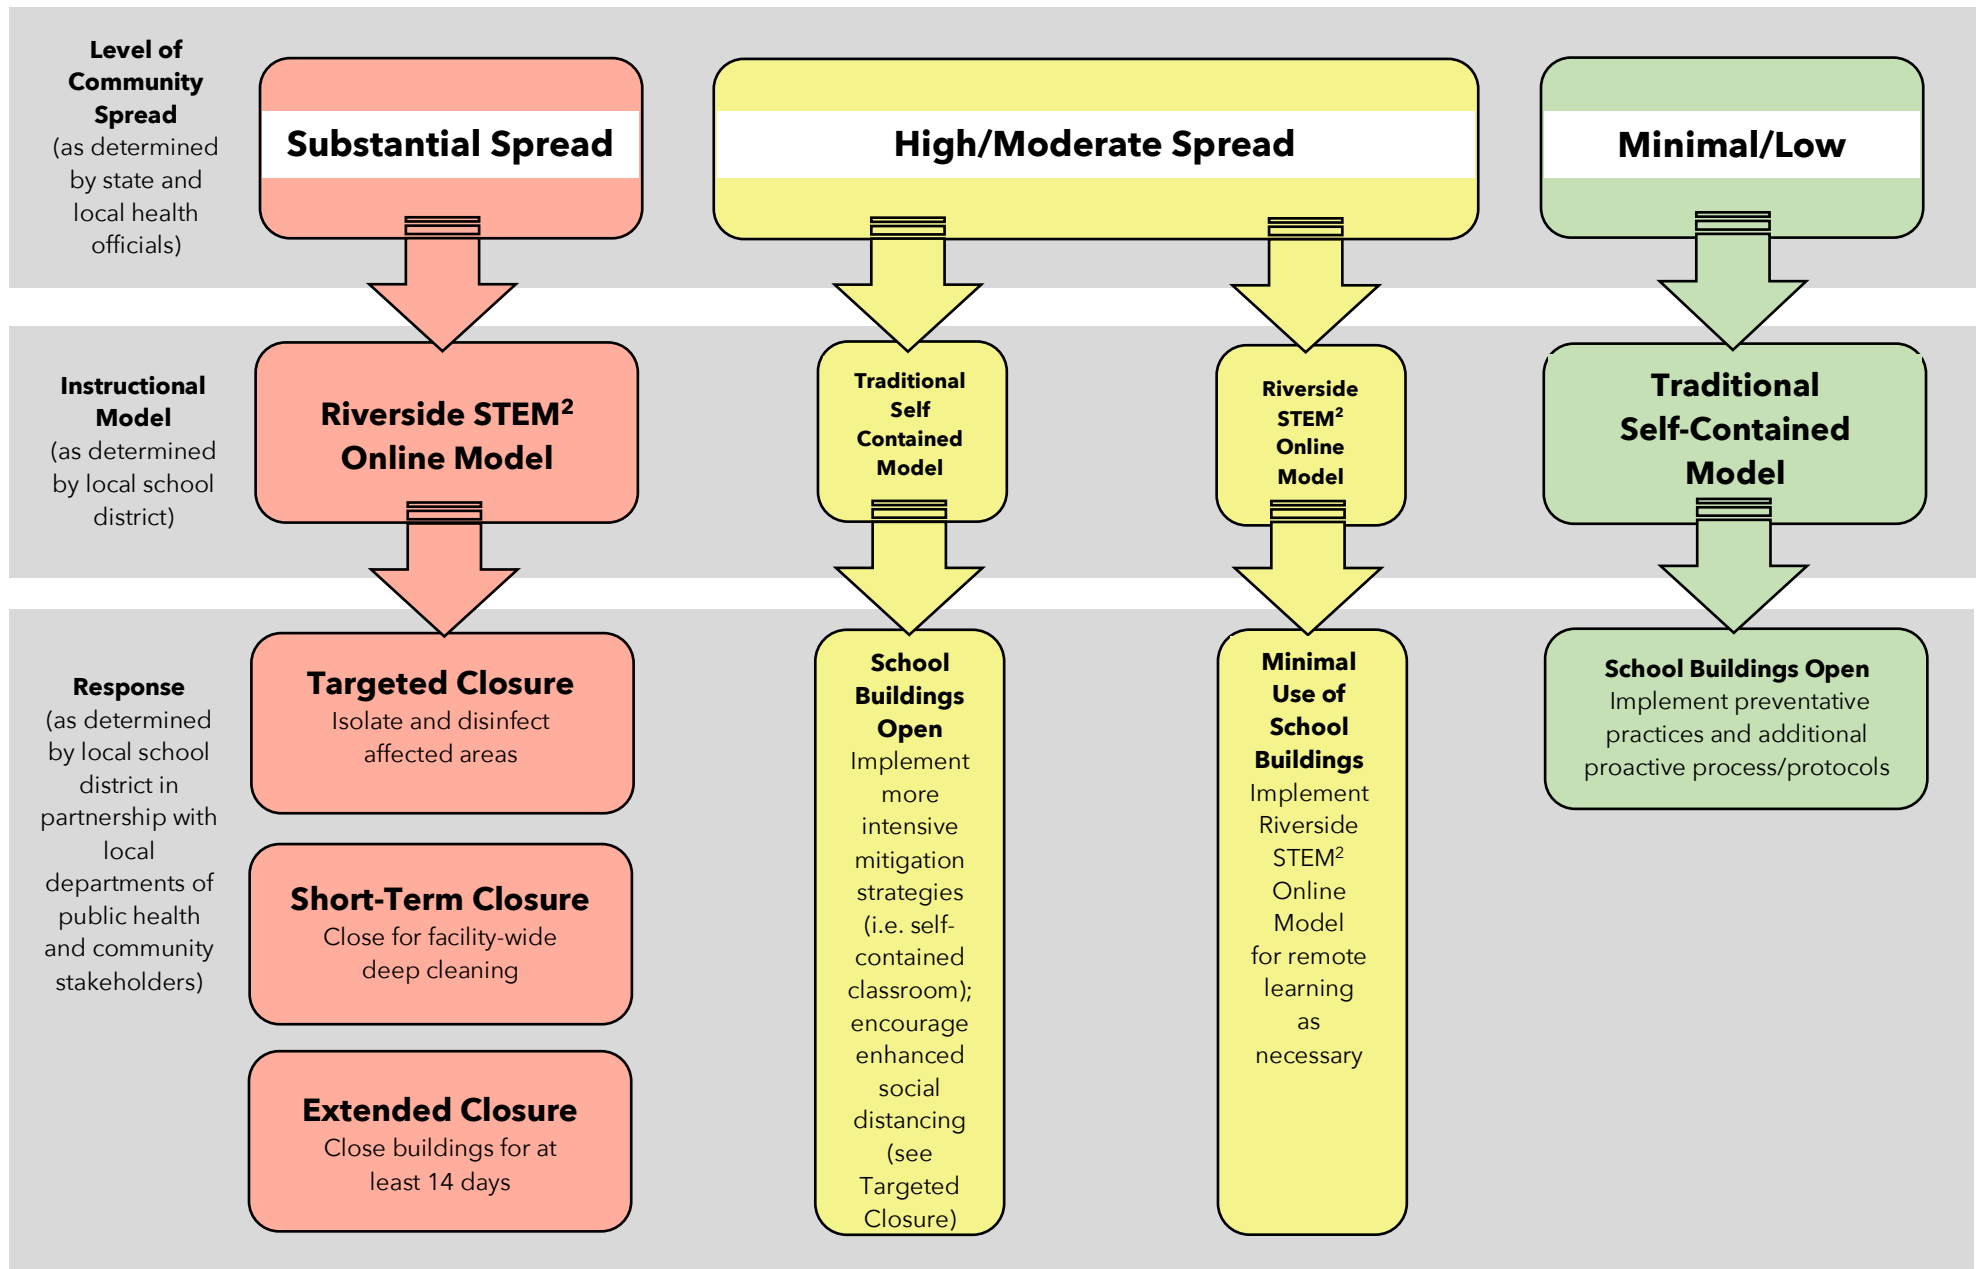 Level of
Community
Spread
(as determined
by state and
local health
officials)
Substantial Spread
High/Moderate Spread
Minimal/Low
Instructional
Model
(as determined
by local school
district)
Riverside STEM²
Online Model
Traditional
Self
Contained
Model
Riverside
STEM²
Online
Model
Traditional
Self-Contained
Model
Response
(as determined
by local school
district in
partnership with
local
departments of
public health
and community
stakeholders)
Targeted Closure
Isolate and disinfect
affected areas
Short-Term Closure
Close for facility-wide
deep cleaning
Extended Closure
Close buildings for at
least 14 days
School
Buildings
Open
Implement
more
intensive
mitigation
strategies
(i.e. self-
contained
classroom);
encourage
enhanced
social
distancing
(see
Targeted
Closure)
Minimal
Use of
School
Buildings
Implement
Riverside
STEM²
Online
Model
for remote
learning
as
necessary
School Buildings Open
Implement preventative
practices and additional
proactive process/protocols